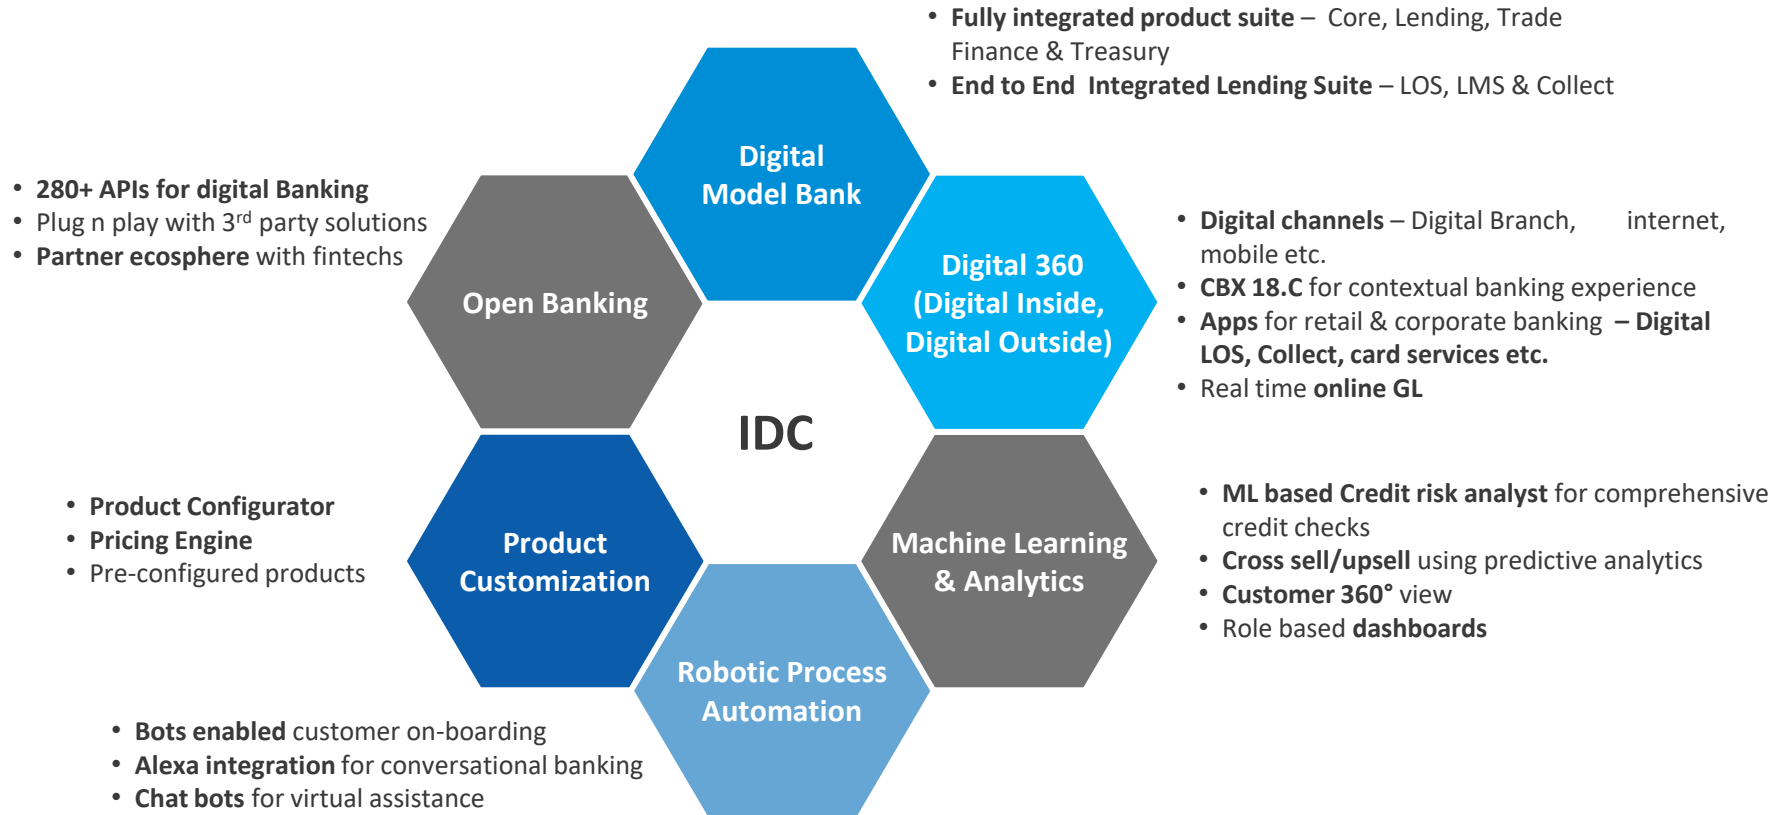 • Fully integrated product suite – Core, Lending, Trade
Finance & Treasury
• End to End Integrated Lending Suite – LOS, LMS & Collect
Digital
Model Bank
• 280+ APIs for digital Banking
• Plug n play with 3rd party solutions
• Partner ecosphere with fintechs
Open Banking
Digital 360
(Digital Inside,
Digital Outside)
• Digital channels – Digital Branch, internet,
mobile etc.
• CBX 18.C for contextual banking experience
• Apps for retail & corporate banking – Digital
LOS, Collect, card services etc.
• Real time online GL
IDC
• Product Configurator
• Pricing Engine
• Pre-configured products
Product
Customization
Machine Learning
& Analytics
• ML based Credit risk analyst for comprehensive
credit checks
• Cross sell/upsell using predictive analytics
• Customer 360° view
• Role based dashboards
Robotic Process
Automation
• Bots enabled customer on-boarding
• Alexa integration for conversational banking
• Chat bots for virtual assistance